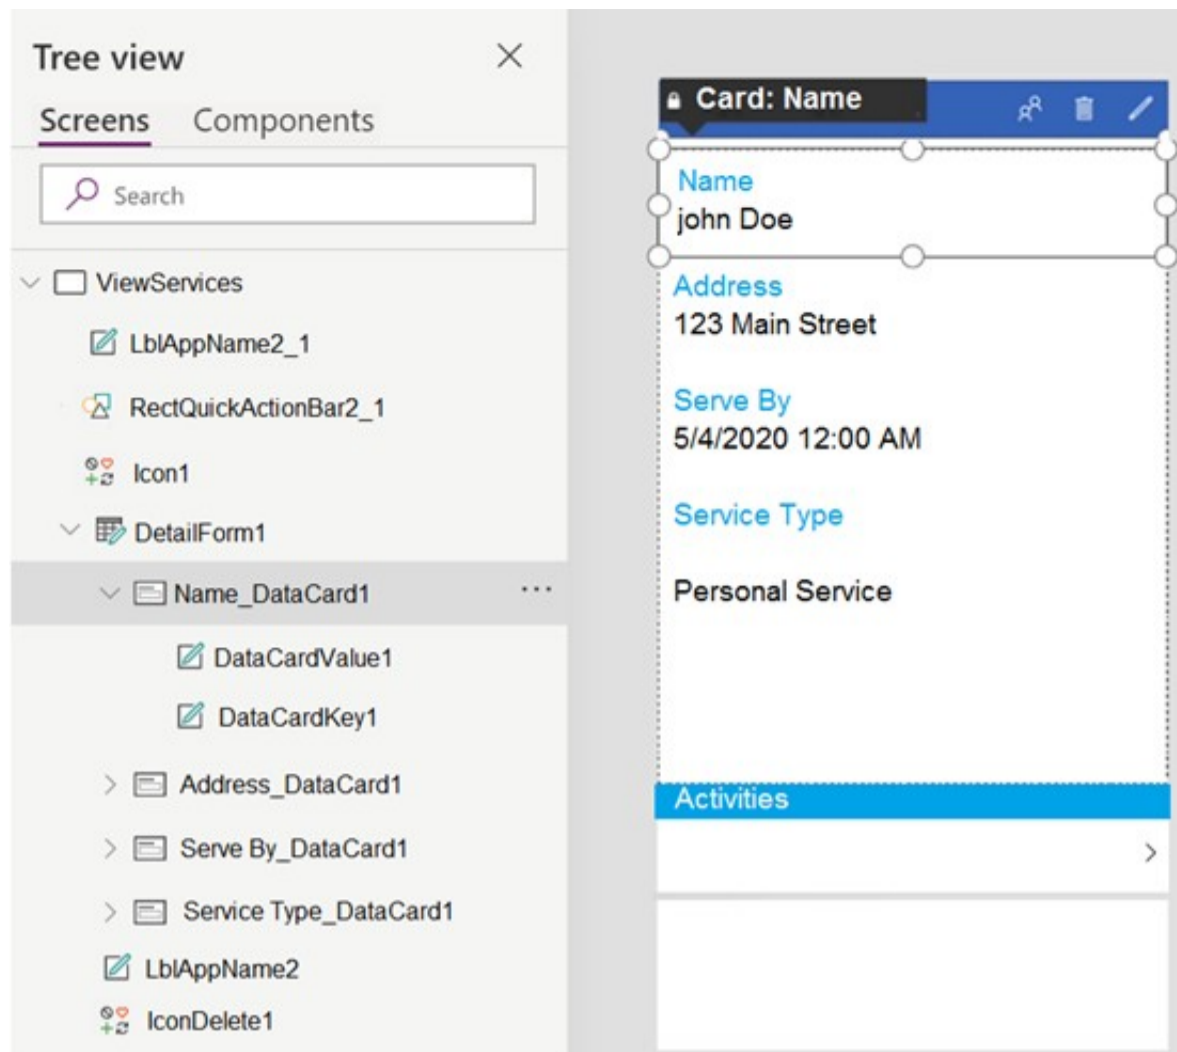 Tree view
Screens Components
Search
ViewServices
LblAppName2_1
RectQuickActionBar2_1
Icon1
DetailForm1
Name_DataCard1
DataCardValue1
DataCardKey1
Address_DataCard1
Serve By_DataCard1
Service Type_DataCard1
LblAppName2
IconDelete1
Card: Name
Name
john Doe
Address
123 Main Street
Serve By
5/4/2020 12:00 AM
Service Type
Personal Service
Activities